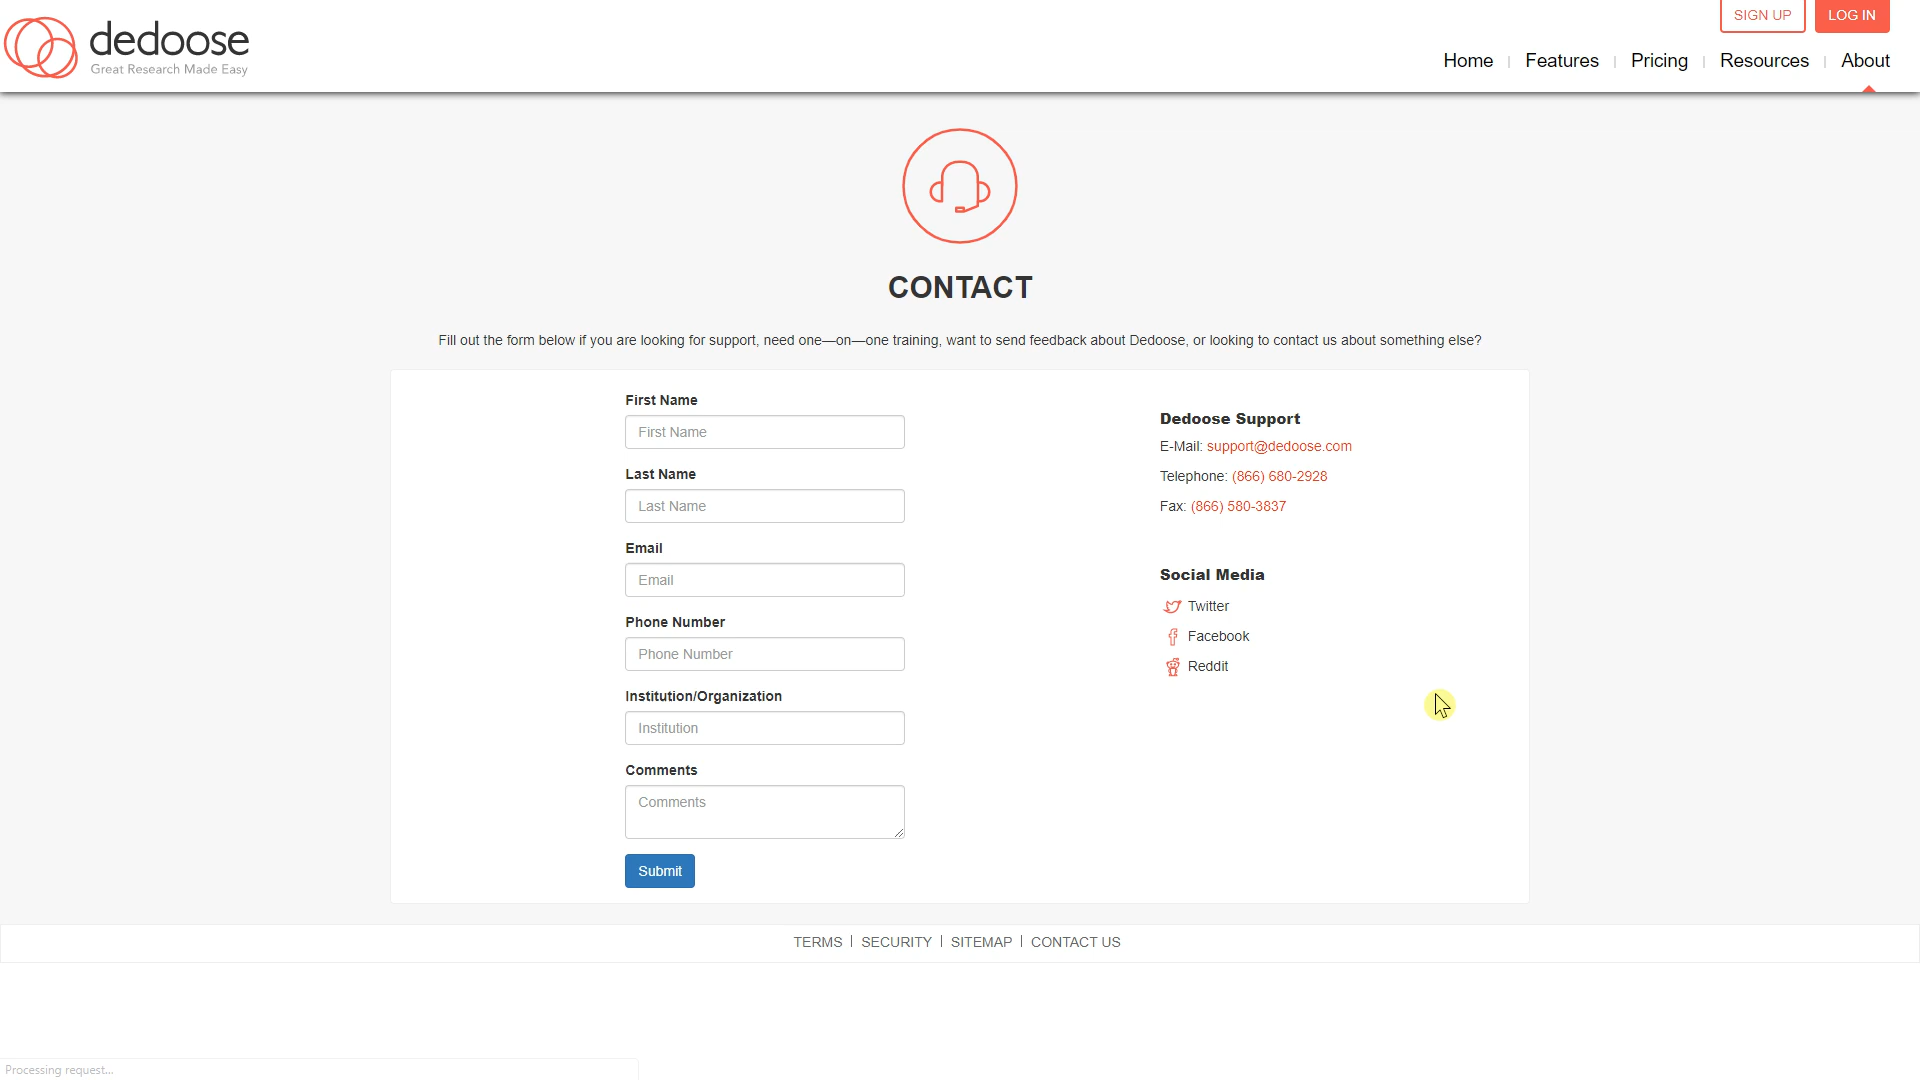 dedoose
Great Research Made Easy
SIGN UP
LOG IN
Home
Features
Pricing
Resources
About
CONTACT
Fill out the form below if you are looking for support, need one—on—one training, want to send feedback about Dedoose, or looking to contact us about something else?
First Name
First Name
Last Name
Last Name
Email
Email
Phone Number
Phone Number
Institution/Organization
Institution
Comments
Comments
Submit
Dedoose Support
E-Mail: support@dedoose.com
Telephone: (866) 680-2928
Fax: (866) 580-3837
Social Media
Twitter
Facebook
Reddit
TERMS | SECURITY | SITEMAP | CONTACT US
Processing request...